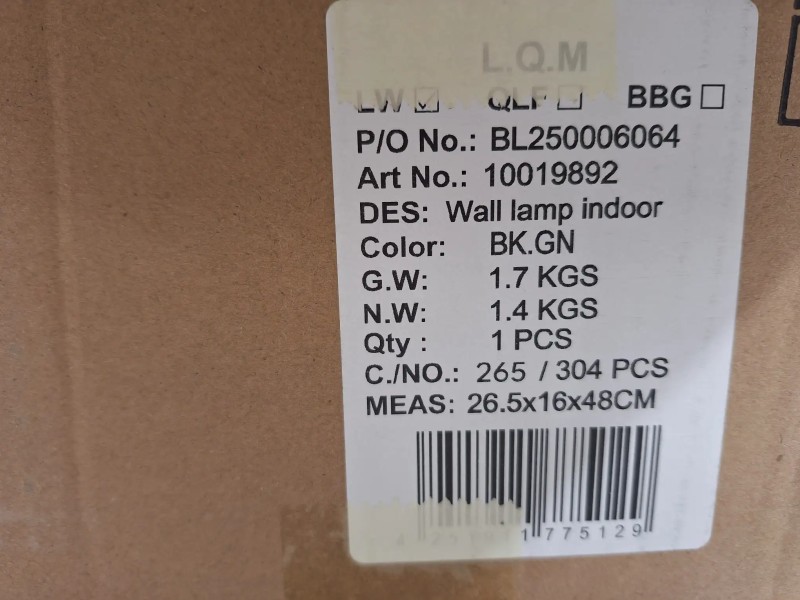 L.Q.M
LW QLF BBG
P/O No.: BL250006064
Art No.: 10019892
DES: Wall lamp indoor
Color: BK.GN
G.W: 1.7 KGS
N.W: 1.4 KGS
Qty : 1 PCS
C./NO.: 265 / 304 PCS
MEAS: 26.5x16x48CM
1775129